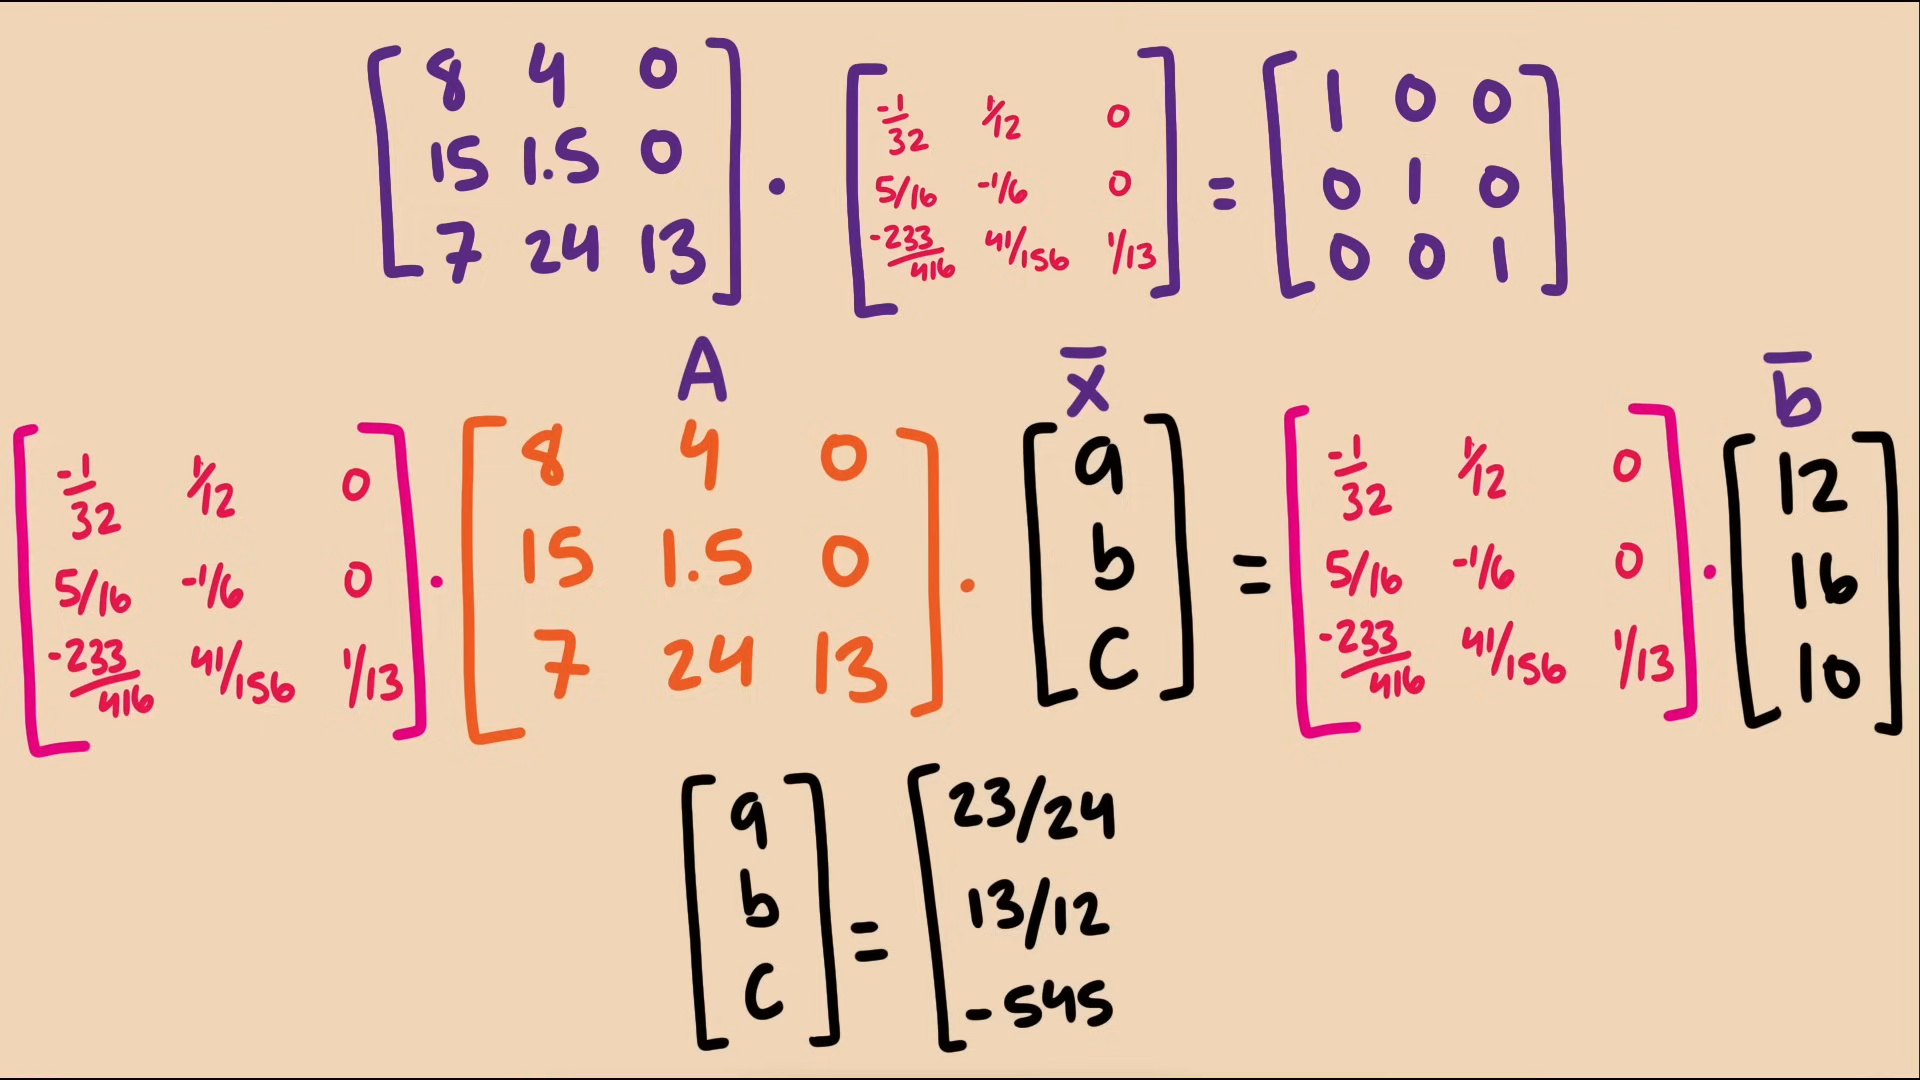 [8 4 0] · [-1/32 1/12 0] = [1 0 0]
[15 1.5 0] [5/16 -1/6 0] [0 1 0]
[7 24 13] [-233/416 41/156 1/13] [0 0 1]
A x̄ b̄
[-1/32 1/12 0] · [8 4 0] · [a] = [-1/32 1/12 0] · [12]
[5/16 -1/6 0] [15 1.5 0] [b] [5/16 -1/6 0] [16]
[-233/416 41/156 1/13] [7 24 13] [c] [-233/416 41/156 1/13] [10]
[a] = [23/24
[b] [13/12
[c] [-545